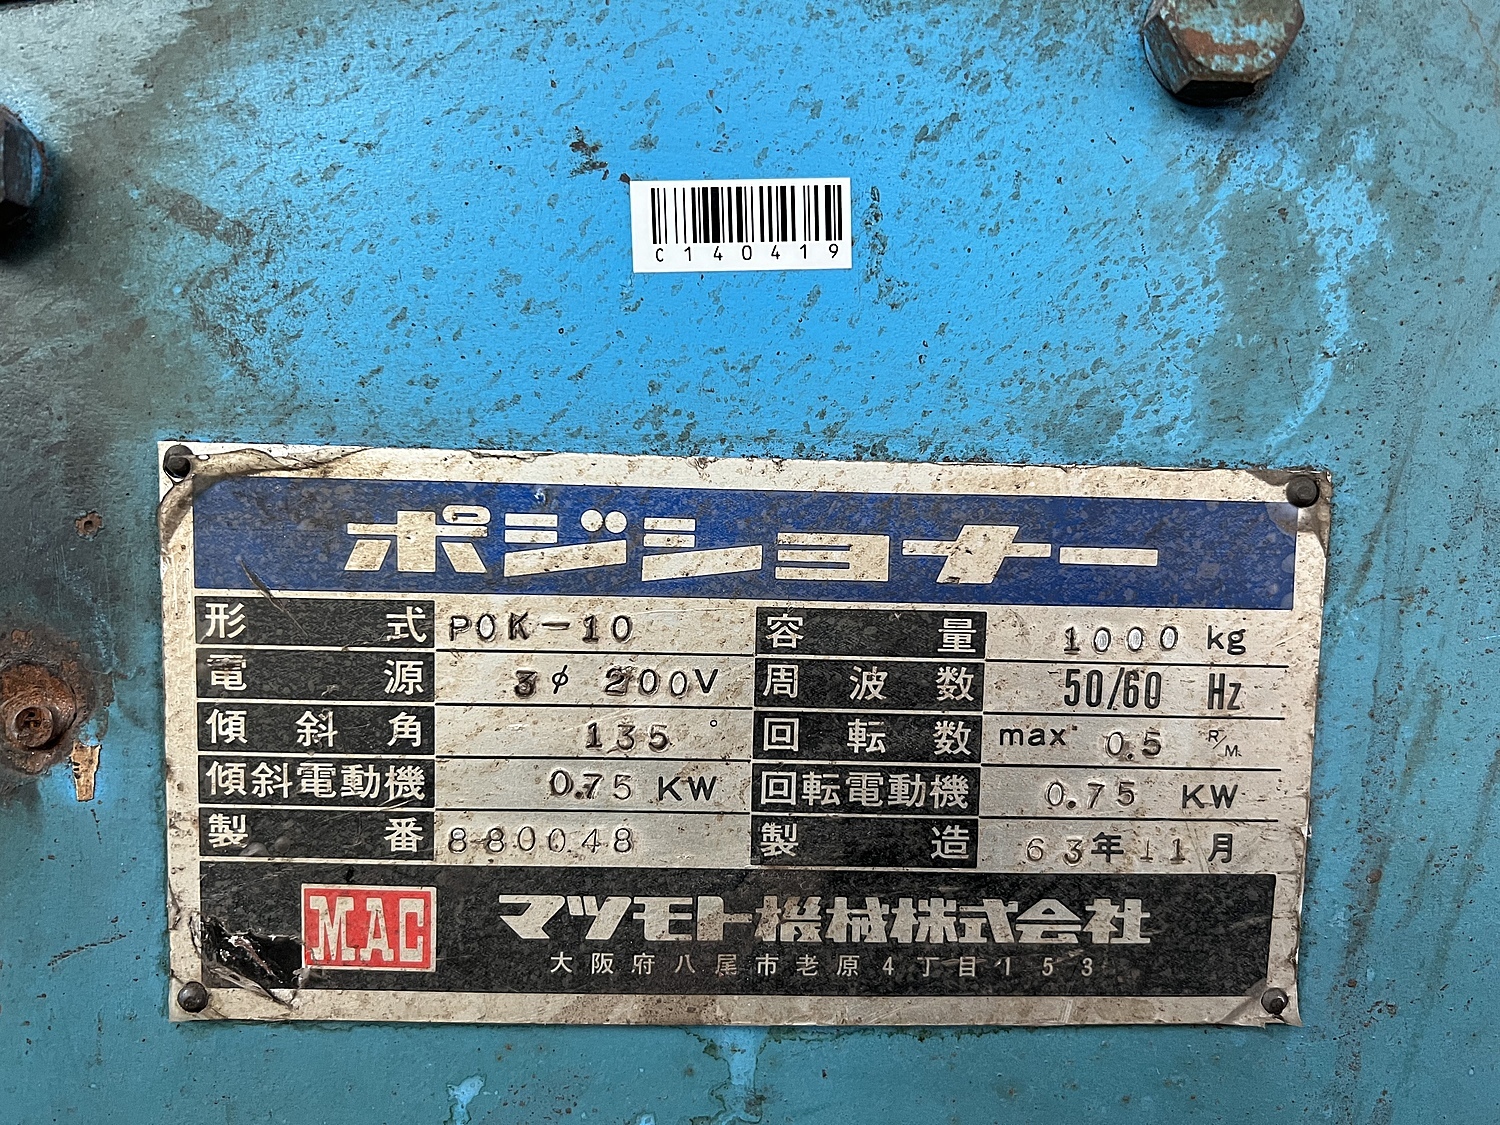 C140419
ポジショナー
形式 POK-10 容量 1000 kg
電源 3φ 200V 周波数 50/60 Hz
傾斜角 135° 回転数 max 0.5 R/M
傾斜電動機 0.75 KW 回転電動機 0.75 KW
製番 880048 製造 63年11月
MAC マツモト機械株式会社
大阪府八尾市老原4丁目153